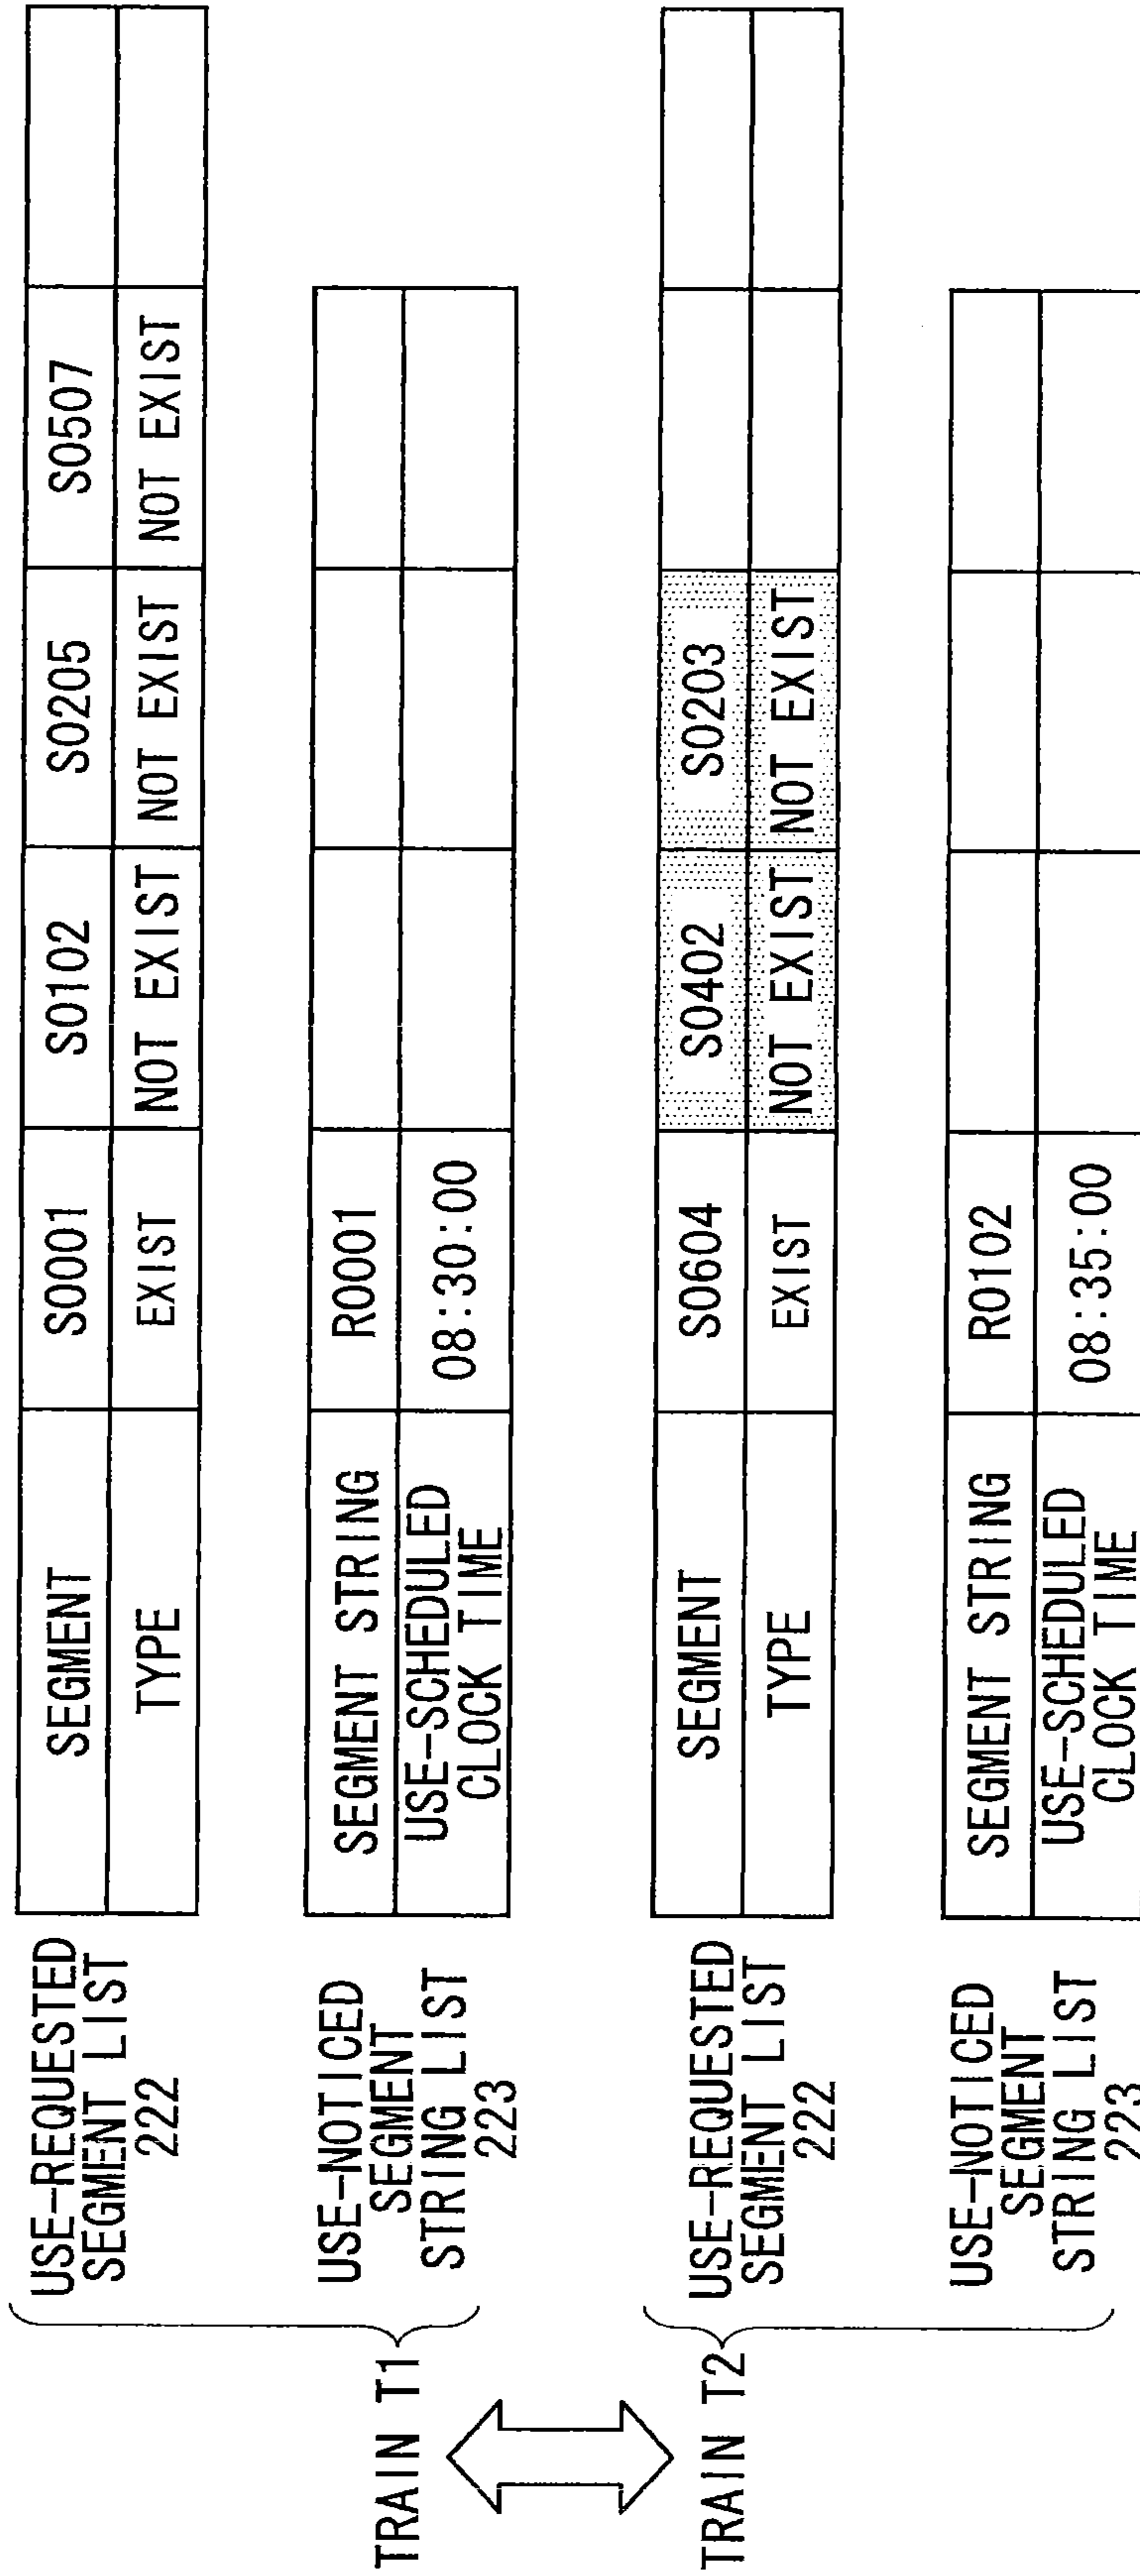 TRAIN T1
USE-REQUESTED
SEGMENT LIST
222
SEGMENT S0001 S0102 S0205 S0507
TYPE EXIST NOT EXIST NOT EXIST NOT EXIST
USE-NOTICED
SEGMENT
STRING LIST
223
SEGMENT STRING R0001
USE-SCHEDULED
CLOCK TIME 08:30:00
TRAIN T2
USE-REQUESTED
SEGMENT LIST
222
SEGMENT S0604 S0402 S0203
TYPE EXIST NOT EXIST NOT EXIST
USE-NOTICED
SEGMENT
STRING LIST
223
SEGMENT STRING R0102
USE-SCHEDULED
CLOCK TIME 08:35:00